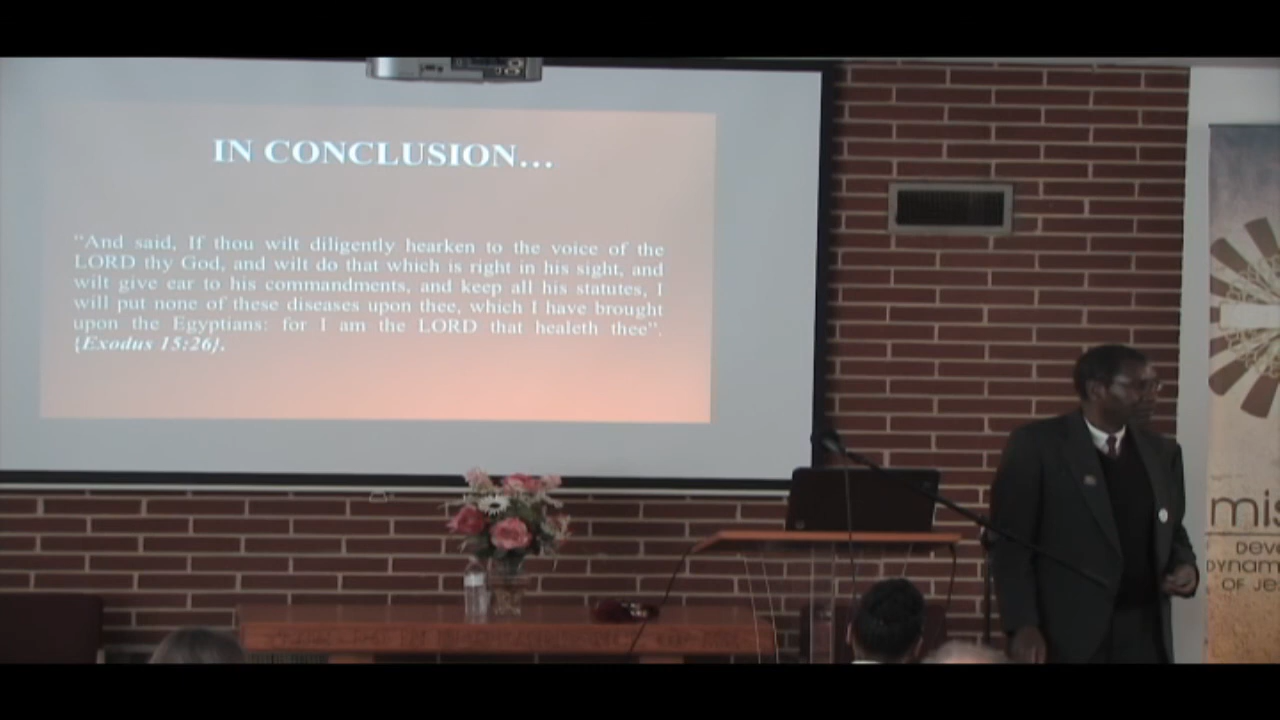 IN CONCLUSION...
"And said, If thou wilt diligently hearken to the voice of the
LORD thy God, and wilt do that which is right in his sight, and
wilt give ear to his commandments, and keep all his statutes, I
will put none of these diseases upon thee, which I have brought
upon the Egyptians: for I am the LORD that healeth thee".
{Exodus 15:26}.
mis
Deve
Dynam
of Je